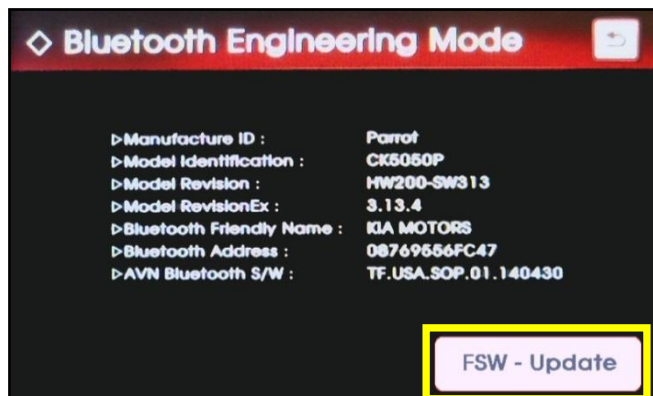 ◇ Bluetooth Engineering Mode
▷Manufacture ID : Parrot
▷Model Identification : CK5050P
▷Model Revision : HW200-SW313
▷Model RevisionEx : 3.13.4
▷Bluetooth Friendly Name : KIA MOTORS
▷Bluetooth Address : 08769556FC47
▷AVN Bluetooth S/W : TF.USA.SOP.01.140430
FSW - Update